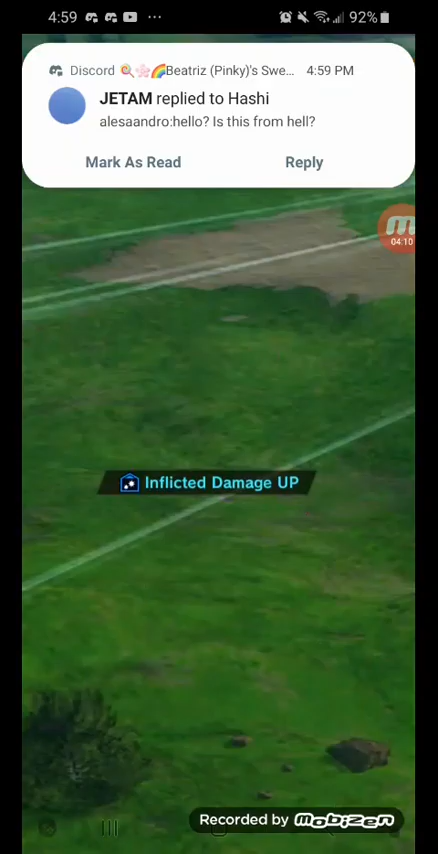 4:59 ... 92%
Discord 🍭🌸🌈Beatriz (Pinky)'s Swe... 4:59 PM
JETAM replied to Hashi
alesaandro:hello? Is this from hell?
Mark As Read Reply
m
04:10
Inflicted Damage UP
Recorded by mobizen